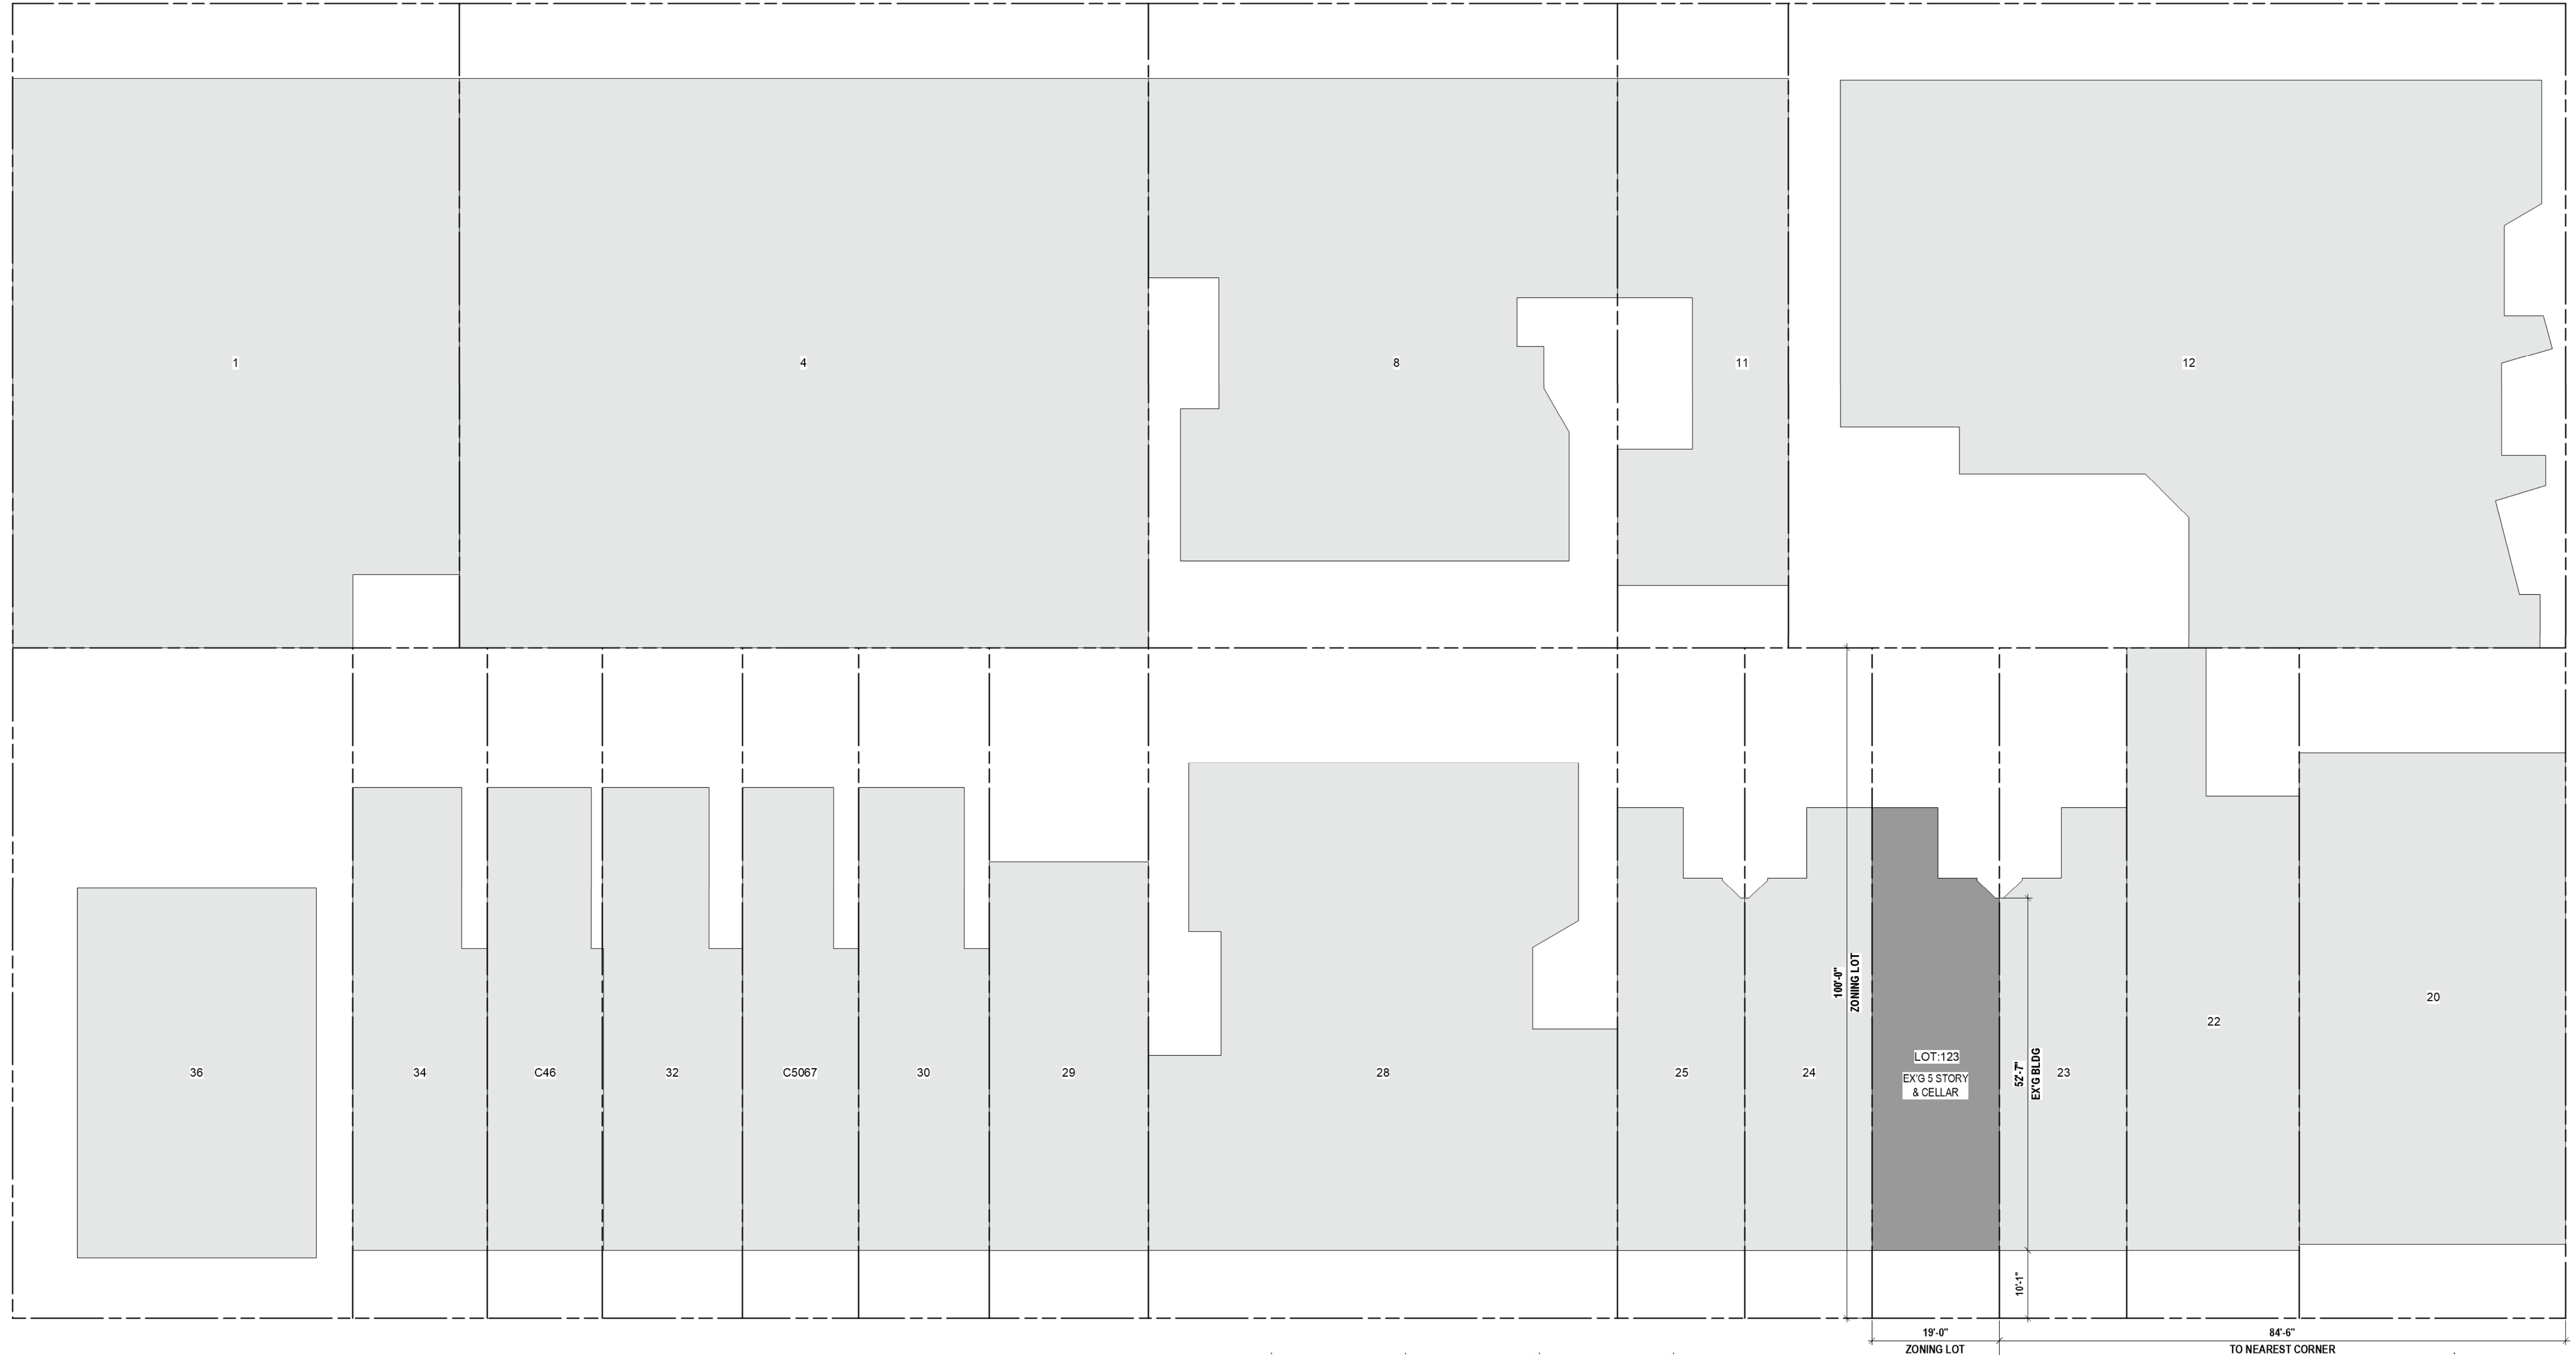 1
4
8
11
12
36
34
C46
32
C5067
30
29
28
25
24
LOT:123
EX'G 5 STORY
& CELLAR
23
22
20
100'-0"
ZONING LOT
52'-7"
EX'G BLDG
10'-1"
19'-0"
ZONING LOT
84'-6"
TO NEAREST CORNER